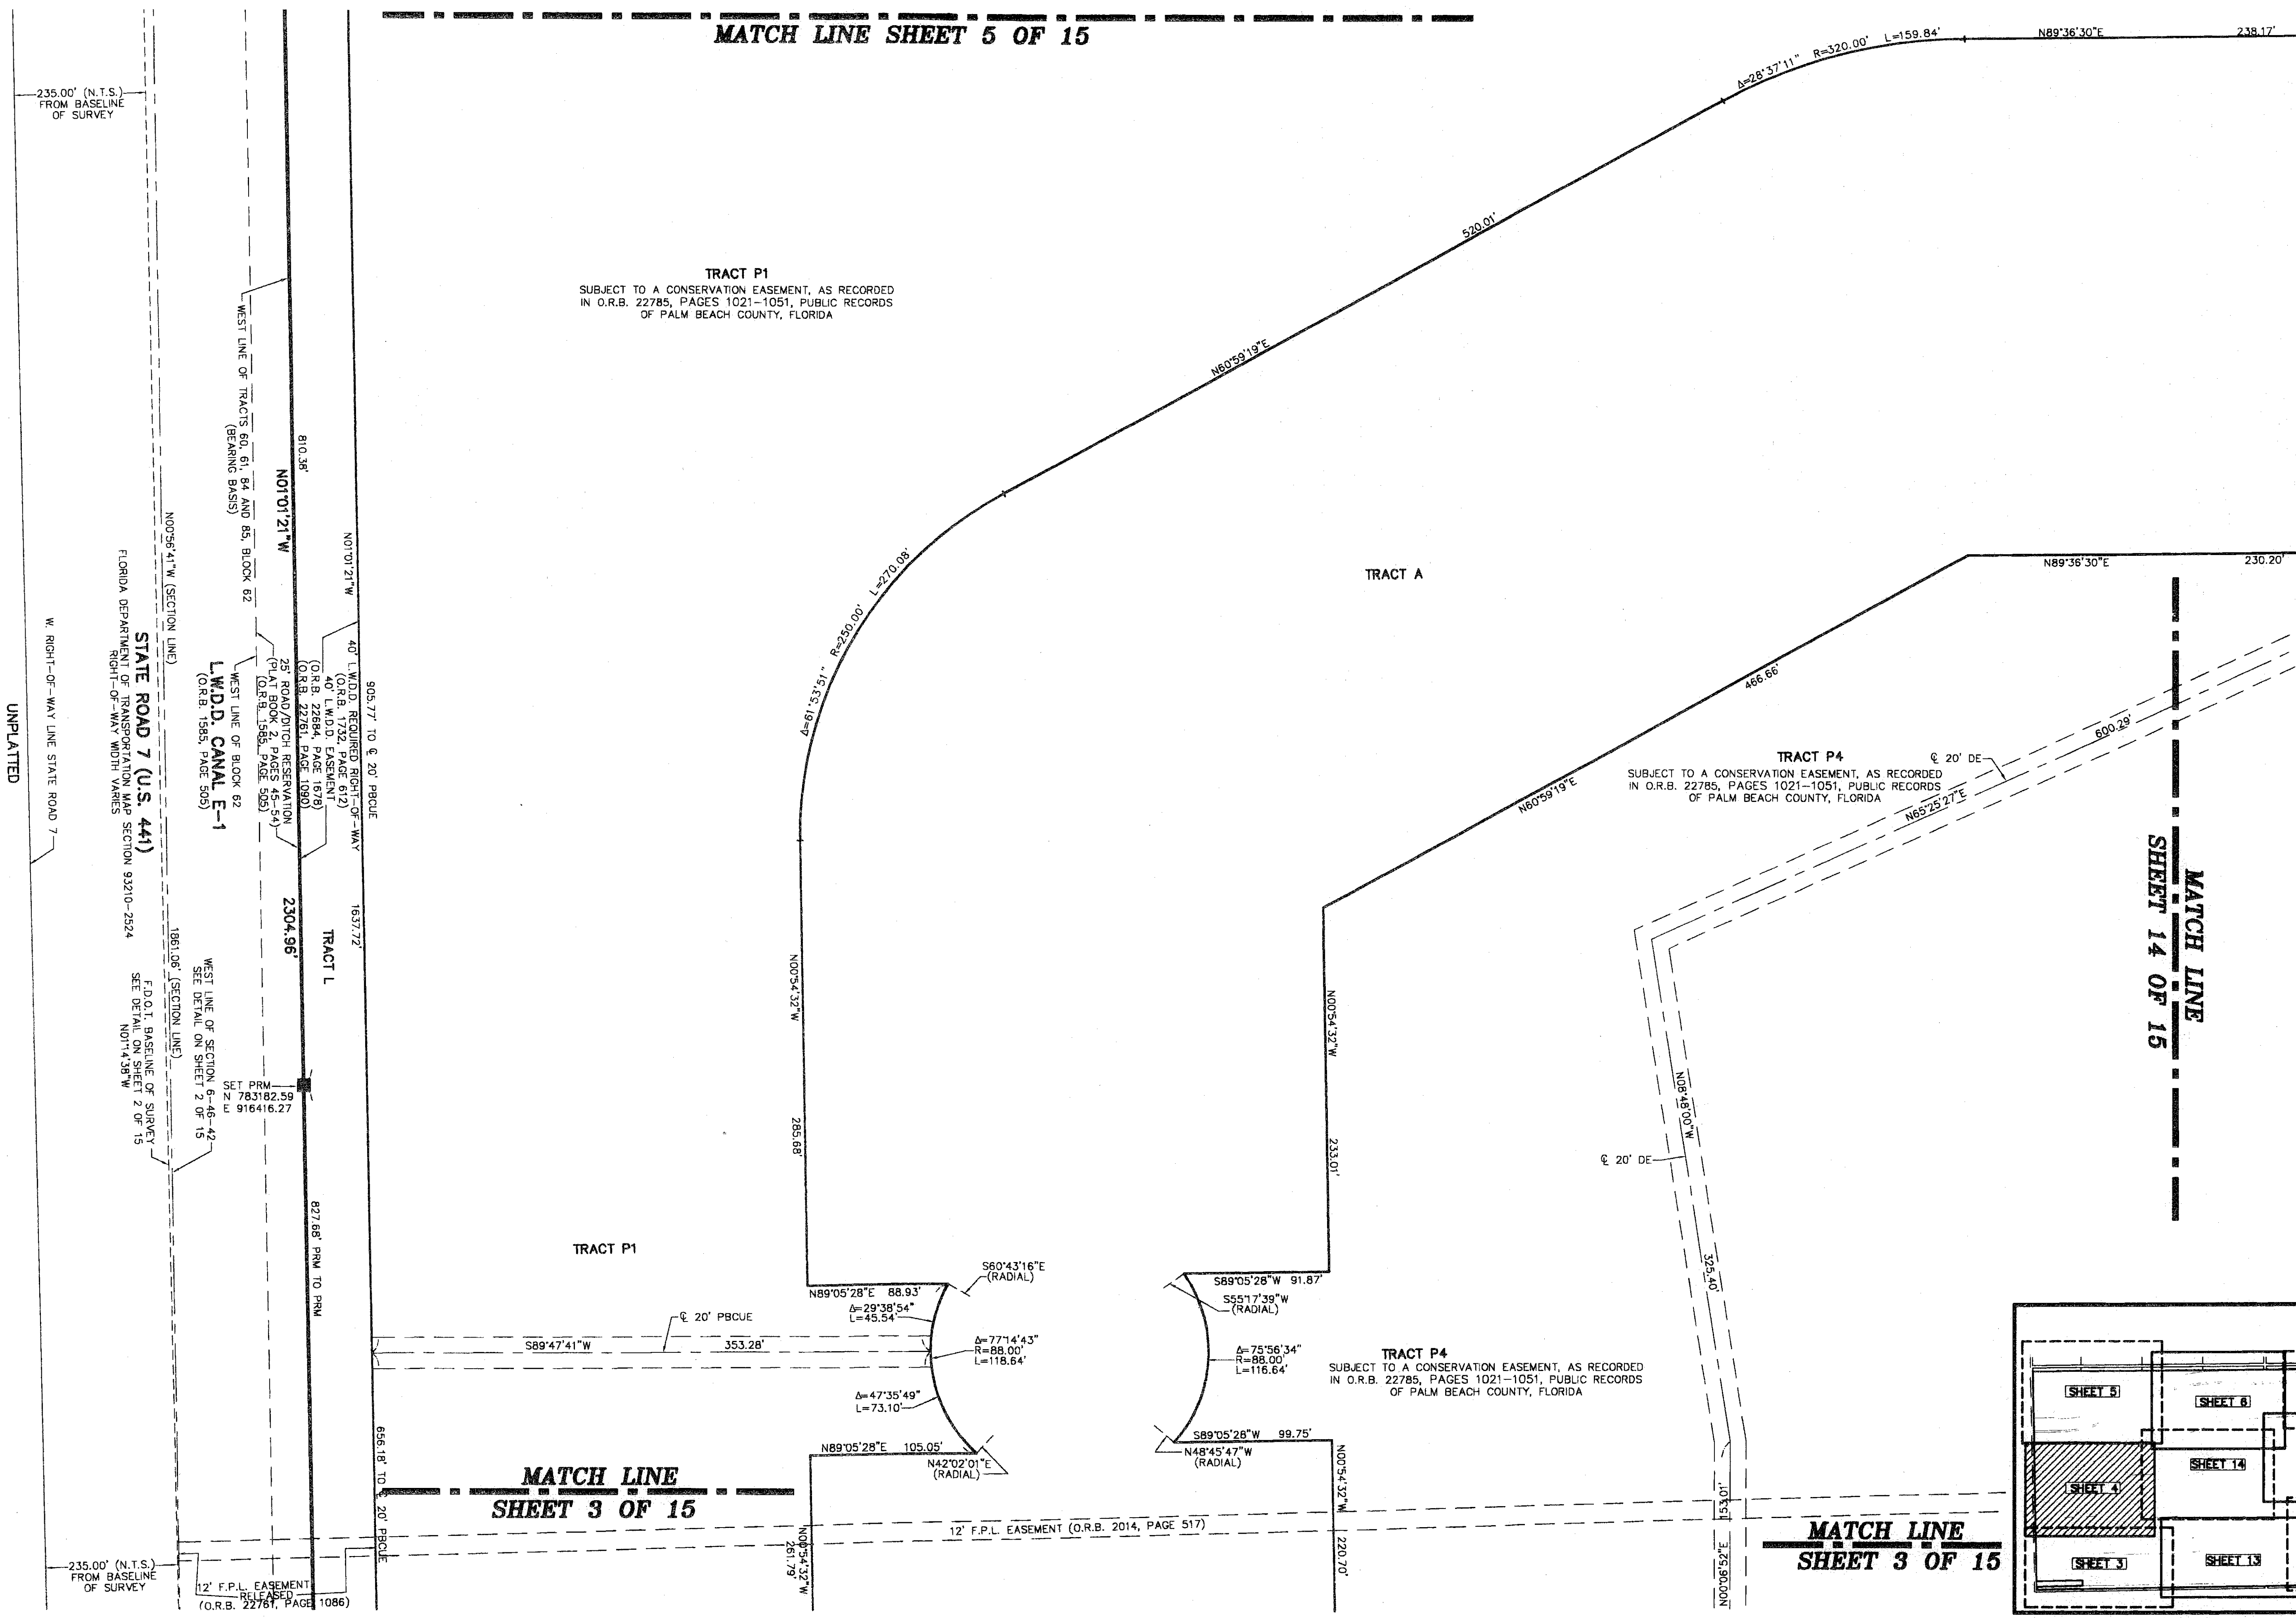 MATCH LINE SHEET 5 OF 15
235.00' (N.T.S.)
FROM BASELINE
OF SURVEY
Δ=28°37'11" R=320.00' L=159.84'
N89°36'30"E 238.17'
520.01'
N60°59'19"E
TRACT P1
SUBJECT TO A CONSERVATION EASEMENT, AS RECORDED
IN O.R.B. 22785, PAGES 1021-1051, PUBLIC RECORDS
OF PALM BEACH COUNTY, FLORIDA
WEST LINE OF TRACTS 60, 61, 84 AND 85, BLOCK 62
(BEARING BASIS)
810.38'
N01°01'21"W
N01°01'21"W
N00°56'41"W (SECTION LINE)
FLORIDA DEPARTMENT OF TRANSPORTATION MAP SECTION 93210-2524
RIGHT-OF-WAY WIDTH VARIES
STATE ROAD 7 (U.S. 441)
W. RIGHT-OF-WAY LINE STATE ROAD 7
UNPLATTED
L.W.D.D. CANAL E-1
(O.R.B. 1585, PAGE 505)
WEST LINE OF BLOCK 62
25' ROAD/DITCH RESERVATION
(PLAT BOOK 2, PAGES 45-54)
(O.R.B. 1585, PAGE 505)
40' L.W.D.D. EASEMENT
(O.R.B. 22684, PAGE 1678)
(O.R.B. 22761, PAGE 1090)
40' L.W.D.D. REQUIRED RIGHT-OF-WAY
(O.R.B. 1732, PAGE 612)
905.77' TO ℄ 20' PBCUE
1637.72'
TRACT L
2304.96'
1861.06' (SECTION LINE)
WEST LINE OF SECTION 6-46-42
SEE DETAIL ON SHEET 2 OF 15
F.D.O.T. BASELINE OF SURVEY
SEE DETAIL ON SHEET 2 OF 15
N01°14'38"W
SET PRM
N 783182.59
E 916416.27
827.68' PRM TO PRM
Δ=61°53'51" R=250.00' L=270.08'
TRACT A
N89°36'30"E 230.20'
466.66'
N60°59'19"E
TRACT P4
SUBJECT TO A CONSERVATION EASEMENT, AS RECORDED
IN O.R.B. 22785, PAGES 1021-1051, PUBLIC RECORDS
OF PALM BEACH COUNTY, FLORIDA
℄ 20' DE
600.29'
N65°25'27"E
MATCH LINE
SHEET 14 OF 15
N00°54'32"W
285.68'
N00°54'32"W
233.01'
N08°48'00"W
℄ 20' DE
325.40'
TRACT P1
S60°43'16"E
(RADIAL)
N89°05'28"E 88.93'
Δ=29°38'54"
L=45.54'
℄ 20' PBCUE
S89°47'41"W 353.28'
Δ=77°14'43"
R=88.00'
L=118.64'
Δ=47°35'49"
L=73.10'
N89°05'28"E 105.05'
N42°02'01"E
(RADIAL)
S89°05'28"W 91.87'
S55°17'39"W
(RADIAL)
Δ=75°56'34"
R=88.00'
L=116.64'
TRACT P4
SUBJECT TO A CONSERVATION EASEMENT, AS RECORDED
IN O.R.B. 22785, PAGES 1021-1051, PUBLIC RECORDS
OF PALM BEACH COUNTY, FLORIDA
S89°05'28"W 99.75'
N48°45'47"W
(RADIAL)
656.18' TO ℄ 20' PBCUE
MATCH LINE
SHEET 3 OF 15
12' F.P.L. EASEMENT (O.R.B. 2014, PAGE 517)
N00°54'32"W
261.79'
N00°54'32"W
220.70'
153.01'
N00°06'52"E
MATCH LINE
SHEET 3 OF 15
235.00' (N.T.S.)
FROM BASELINE
OF SURVEY
12' F.P.L. EASEMENT
RELEASED
(O.R.B. 22761, PAGE 1086)
SHEET 5
SHEET 6
SHEET 14
SHEET 4
SHEET 3
SHEET 13